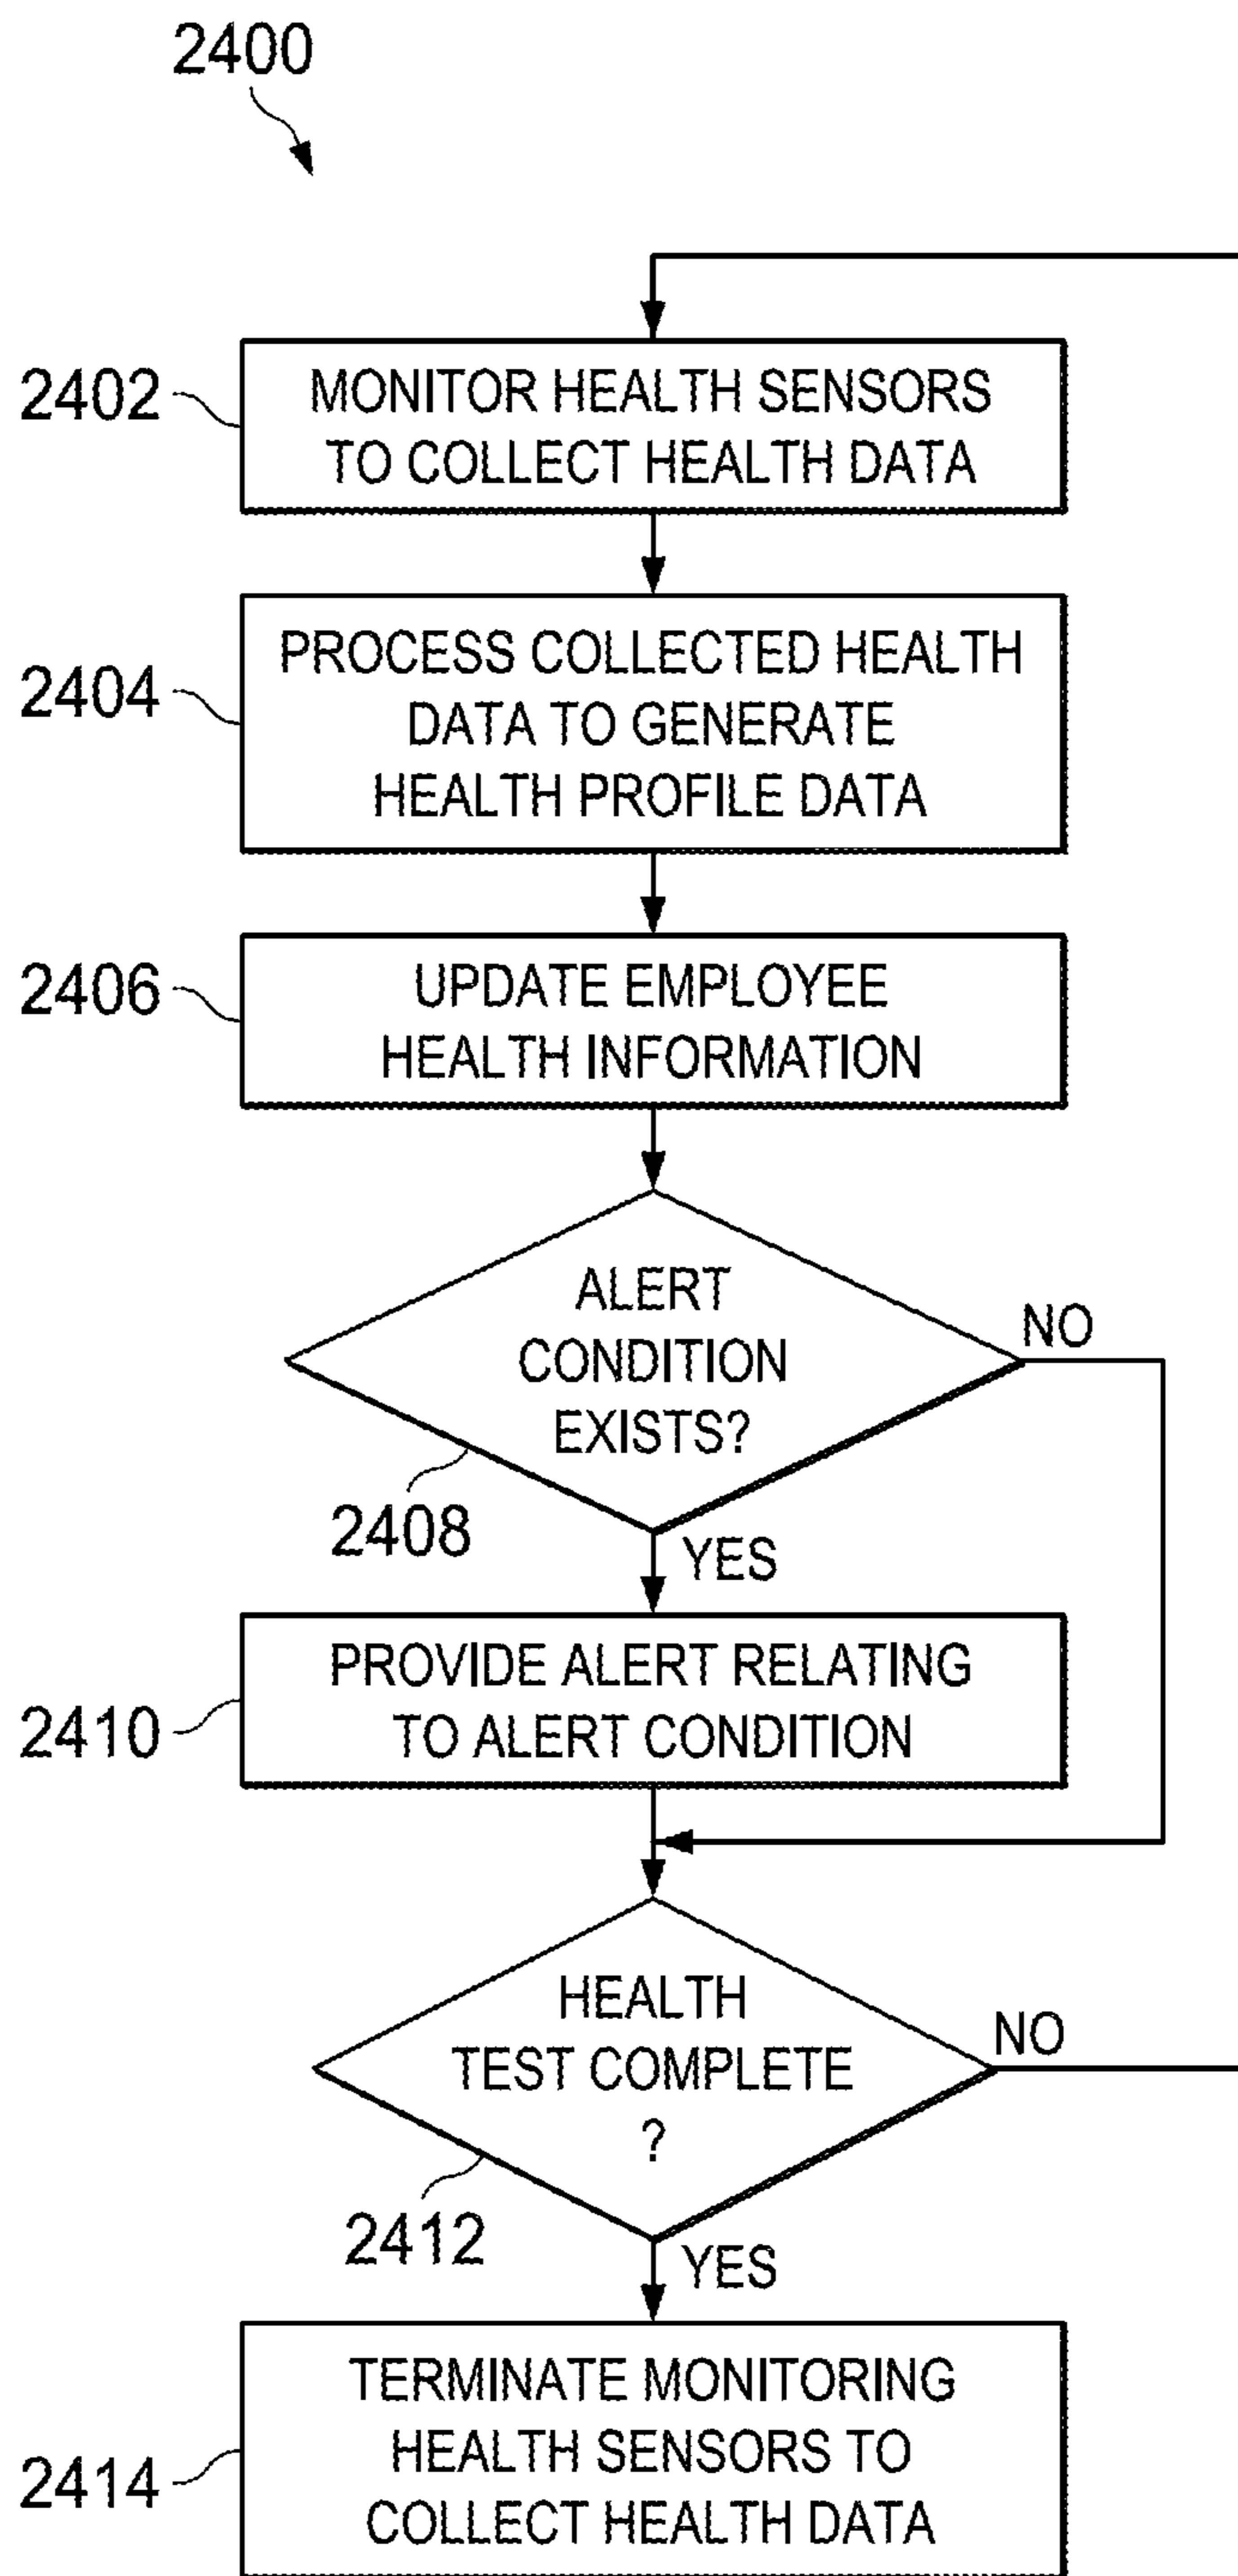 2400
2402
MONITOR HEALTH SENSORS
TO COLLECT HEALTH DATA
2404
PROCESS COLLECTED HEALTH
DATA TO GENERATE
HEALTH PROFILE DATA
2406
UPDATE EMPLOYEE
HEALTH INFORMATION
ALERT
CONDITION
EXISTS?
NO
2408
YES
2410
PROVIDE ALERT RELATING
TO ALERT CONDITION
HEALTH
TEST COMPLETE
?
NO
2412
YES
2414
TERMINATE MONITORING
HEALTH SENSORS TO
COLLECT HEALTH DATA